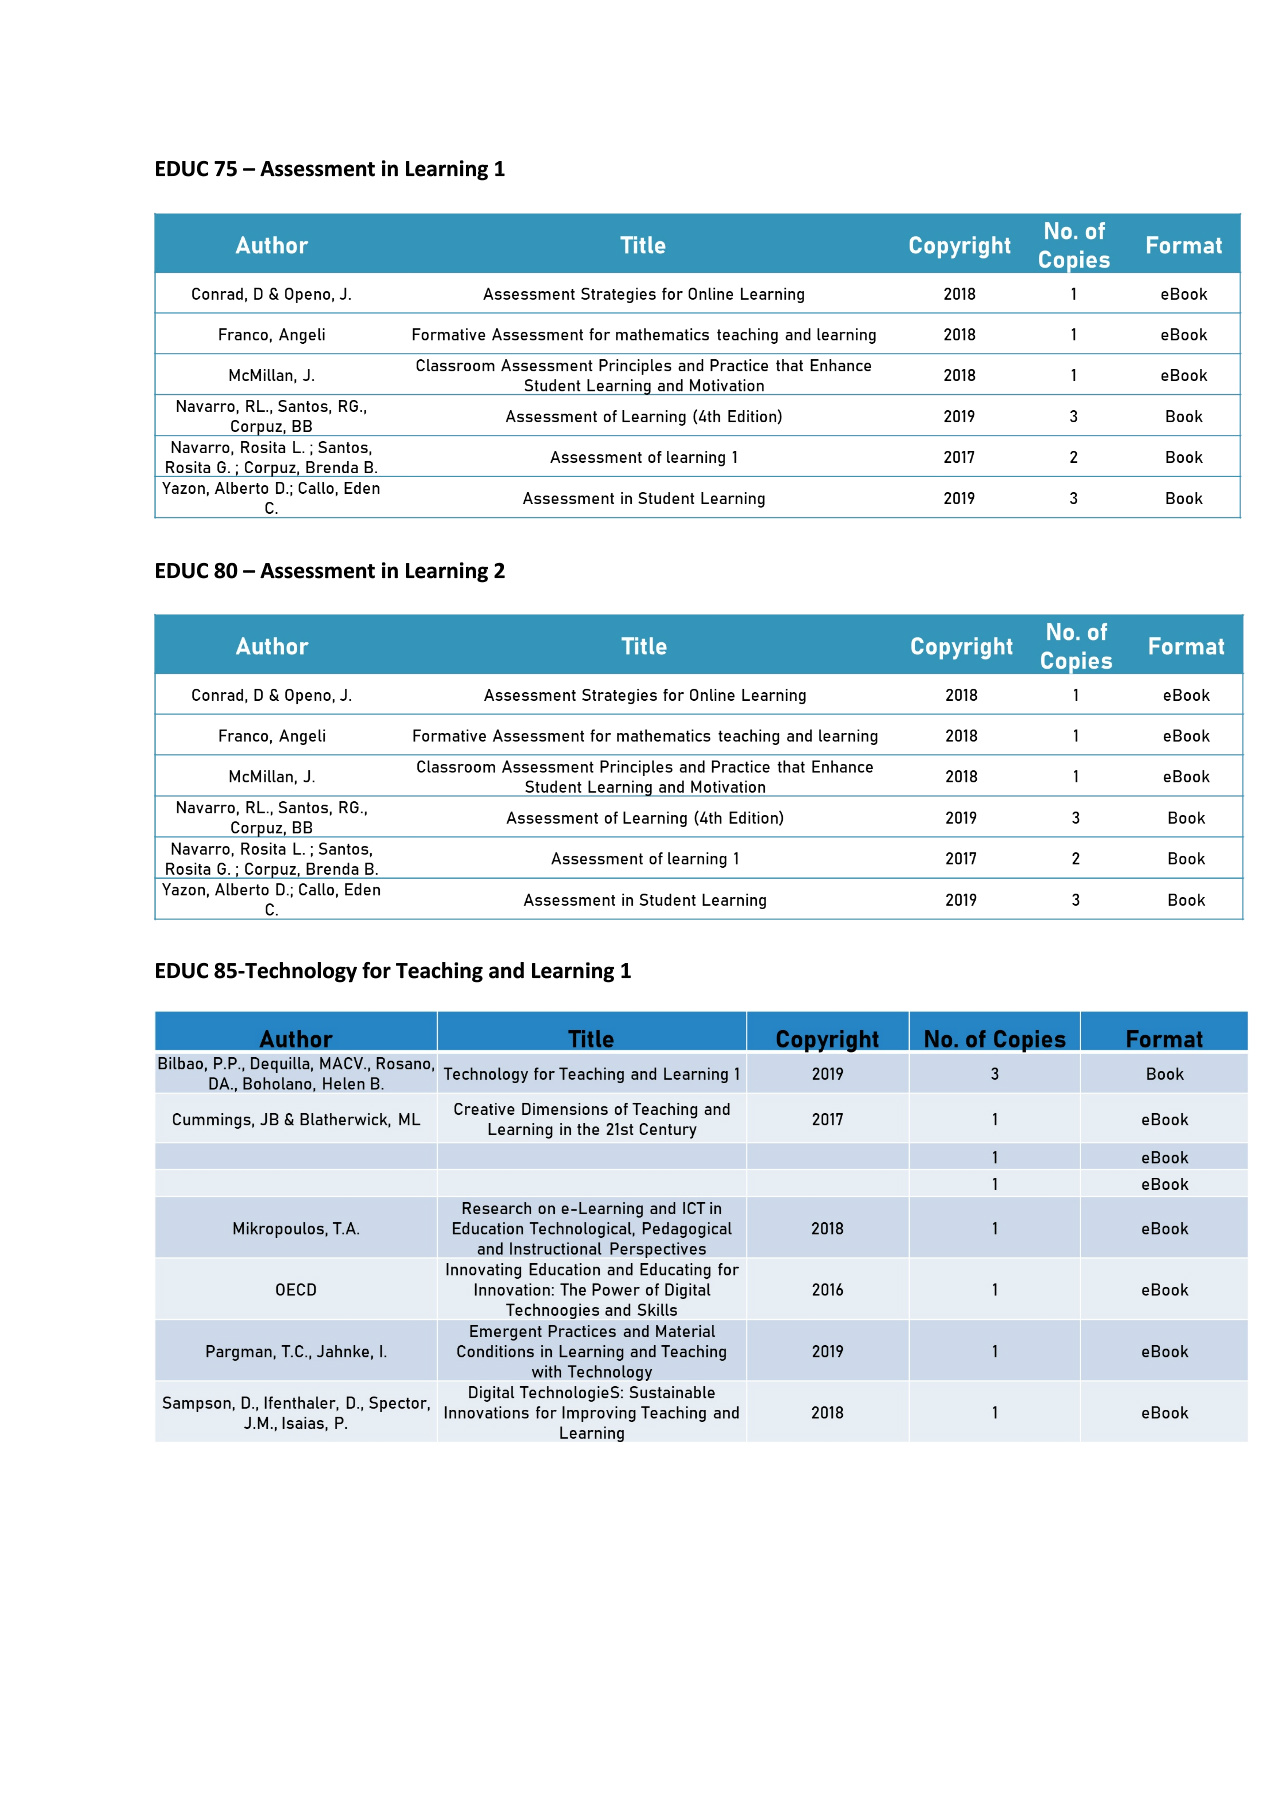 EDUC 75 – Assessment in Learning 1
Author Title Copyright No. of Copies Format
Conrad, D & Openo, J. Assessment Strategies for Online Learning 2018 1 eBook
Franco, Angeli Formative Assessment for mathematics teaching and learning 2018 1 eBook
McMillan, J. Classroom Assessment Principles and Practice that Enhance Student Learning and Motivation 2018 1 eBook
Navarro, RL., Santos, RG., Corpuz, BB Assessment of Learning (4th Edition) 2019 3 Book
Navarro, Rosita L. ; Santos, Rosita G. ; Corpuz, Brenda B. Assessment of learning 1 2017 2 Book
Yazon, Alberto D.; Callo, Eden C. Assessment in Student Learning 2019 3 Book
EDUC 80 – Assessment in Learning 2
Author Title Copyright No. of Copies Format
Conrad, D & Openo, J. Assessment Strategies for Online Learning 2018 1 eBook
Franco, Angeli Formative Assessment for mathematics teaching and learning 2018 1 eBook
McMillan, J. Classroom Assessment Principles and Practice that Enhance Student Learning and Motivation 2018 1 eBook
Navarro, RL., Santos, RG., Corpuz, BB Assessment of Learning (4th Edition) 2019 3 Book
Navarro, Rosita L. ; Santos, Rosita G. ; Corpuz, Brenda B. Assessment of learning 1 2017 2 Book
Yazon, Alberto D.; Callo, Eden C. Assessment in Student Learning 2019 3 Book
EDUC 85-Technology for Teaching and Learning 1
Author Title Copyright No. of Copies Format
Bilbao, P.P., Dequilla, MACV., Rosano, DA., Boholano, Helen B. Technology for Teaching and Learning 1 2019 3 Book
Cummings, JB & Blatherwick, ML Creative Dimensions of Teaching and Learning in the 21st Century 2017 1 eBook
1 eBook
1 eBook
Mikropoulos, T.A. Research on e-Learning and ICT in Education Technological, Pedagogical and Instructional Perspectives 2018 1 eBook
OECD Innovating Education and Educating for Innovation: The Power of Digital Technoogies and Skills 2016 1 eBook
Pargman, T.C., Jahnke, I. Emergent Practices and Material Conditions in Learning and Teaching with Technology 2019 1 eBook
Sampson, D., Ifenthaler, D., Spector, J.M., Isaias, P. Digital TechnologieS: Sustainable Innovations for Improving Teaching and Learning 2018 1 eBook